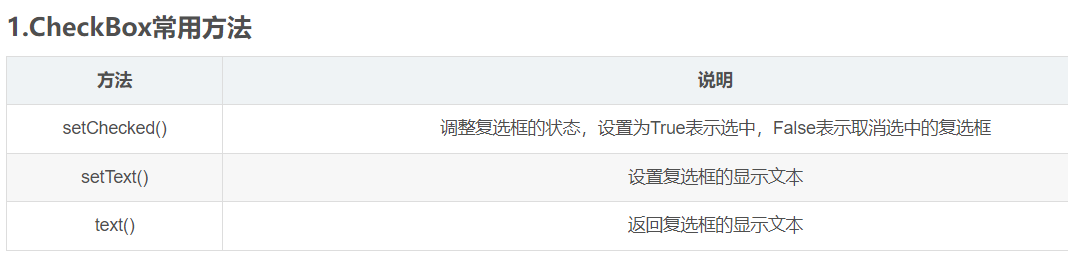 1.CheckBox常用方法
方法 说明
setChecked() 调整复选框的状态，设置为True表示选中，False表示取消选中的复选框
setText() 设置复选框的显示文本
text() 返回复选框的显示文本